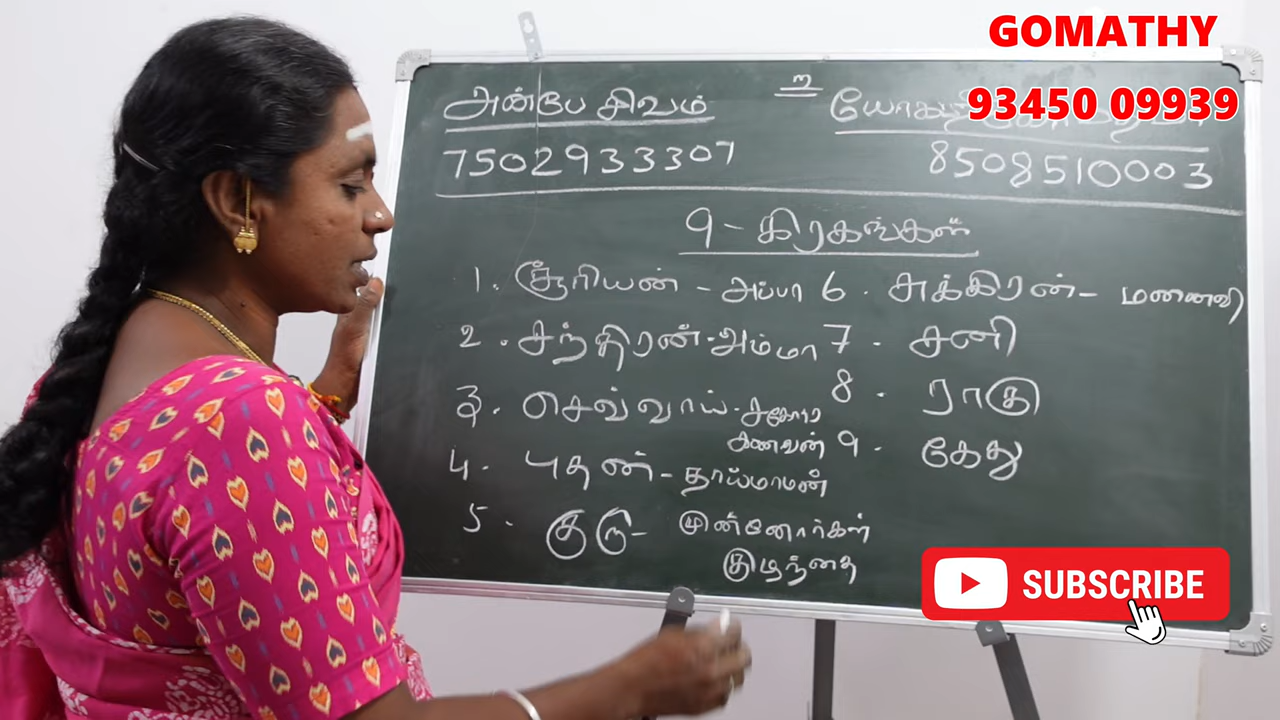 GOMATHY
93450 09939
அன்பே சிவம்
உ
7502933307
8508510003
9 - கிரகங்கள்
1. சூரியன் - அப்பா
6. சுக்கிரன் - மனைவி
2. சந்திரன் - அம்மா
7. சனி
3. செவ்வாய் - சகோதர
கணவன்
8. ராகு
4. புதன் - தாய்மாமன்
9. கேது
5. குரு - முன்னோர்கள்
குழந்தை
SUBSCRIBE